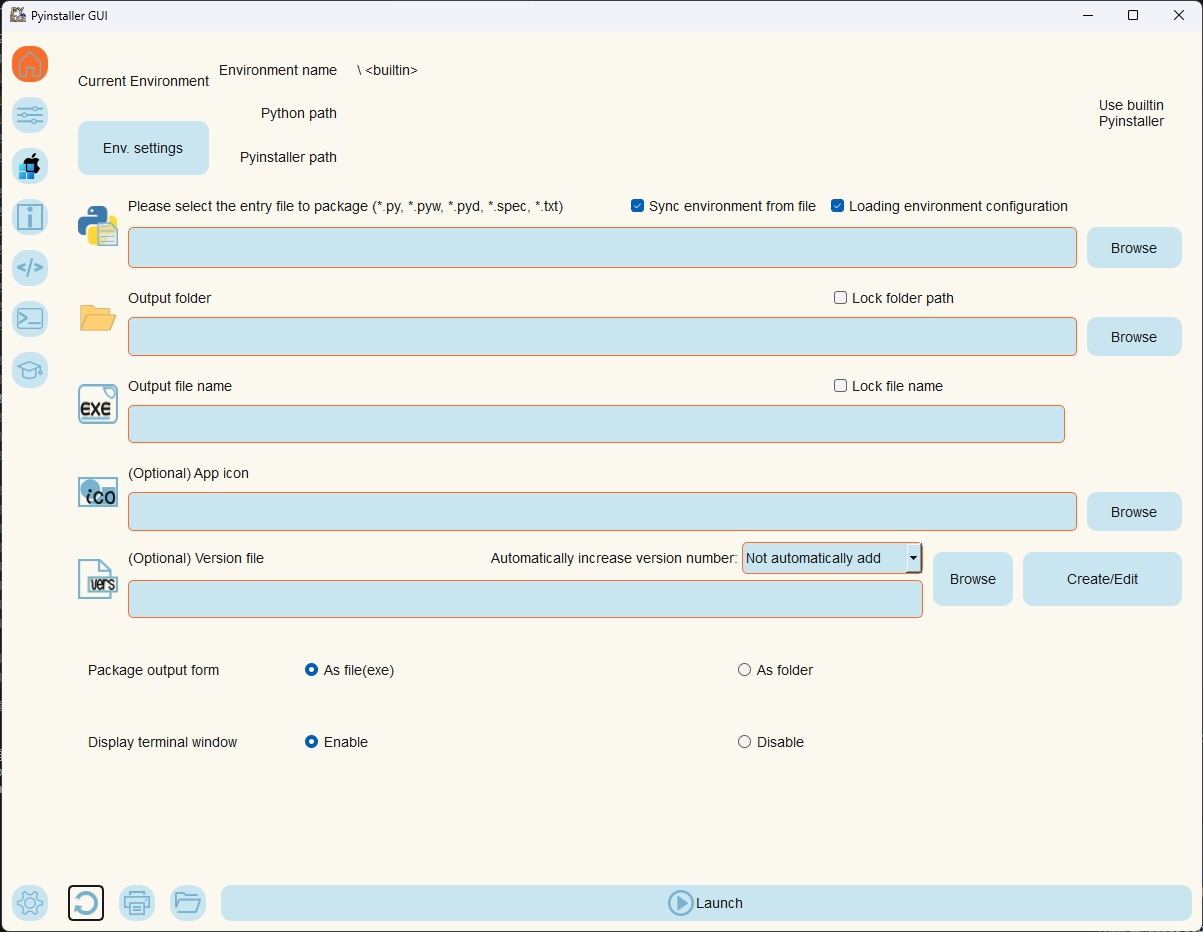 Pyinstaller GUI
Current Environment
Environment name
\ <builtin>
Python path
Use builtin
Pyinstaller
Env. settings
Pyinstaller path
Please select the entry file to package (*.py, *.pyw, *.pyd, *.spec, *.txt)
Sync environment from file
Loading environment configuration
Browse
Output folder
Lock folder path
Browse
Output file name
Lock file name
EXE
(Optional) App icon
ico
Browse
(Optional) Version file
Automatically increase version number:
Not automatically add
vers
Browse
Create/Edit
Package output form
As file(exe)
As folder
Display terminal window
Enable
Disable
Launch